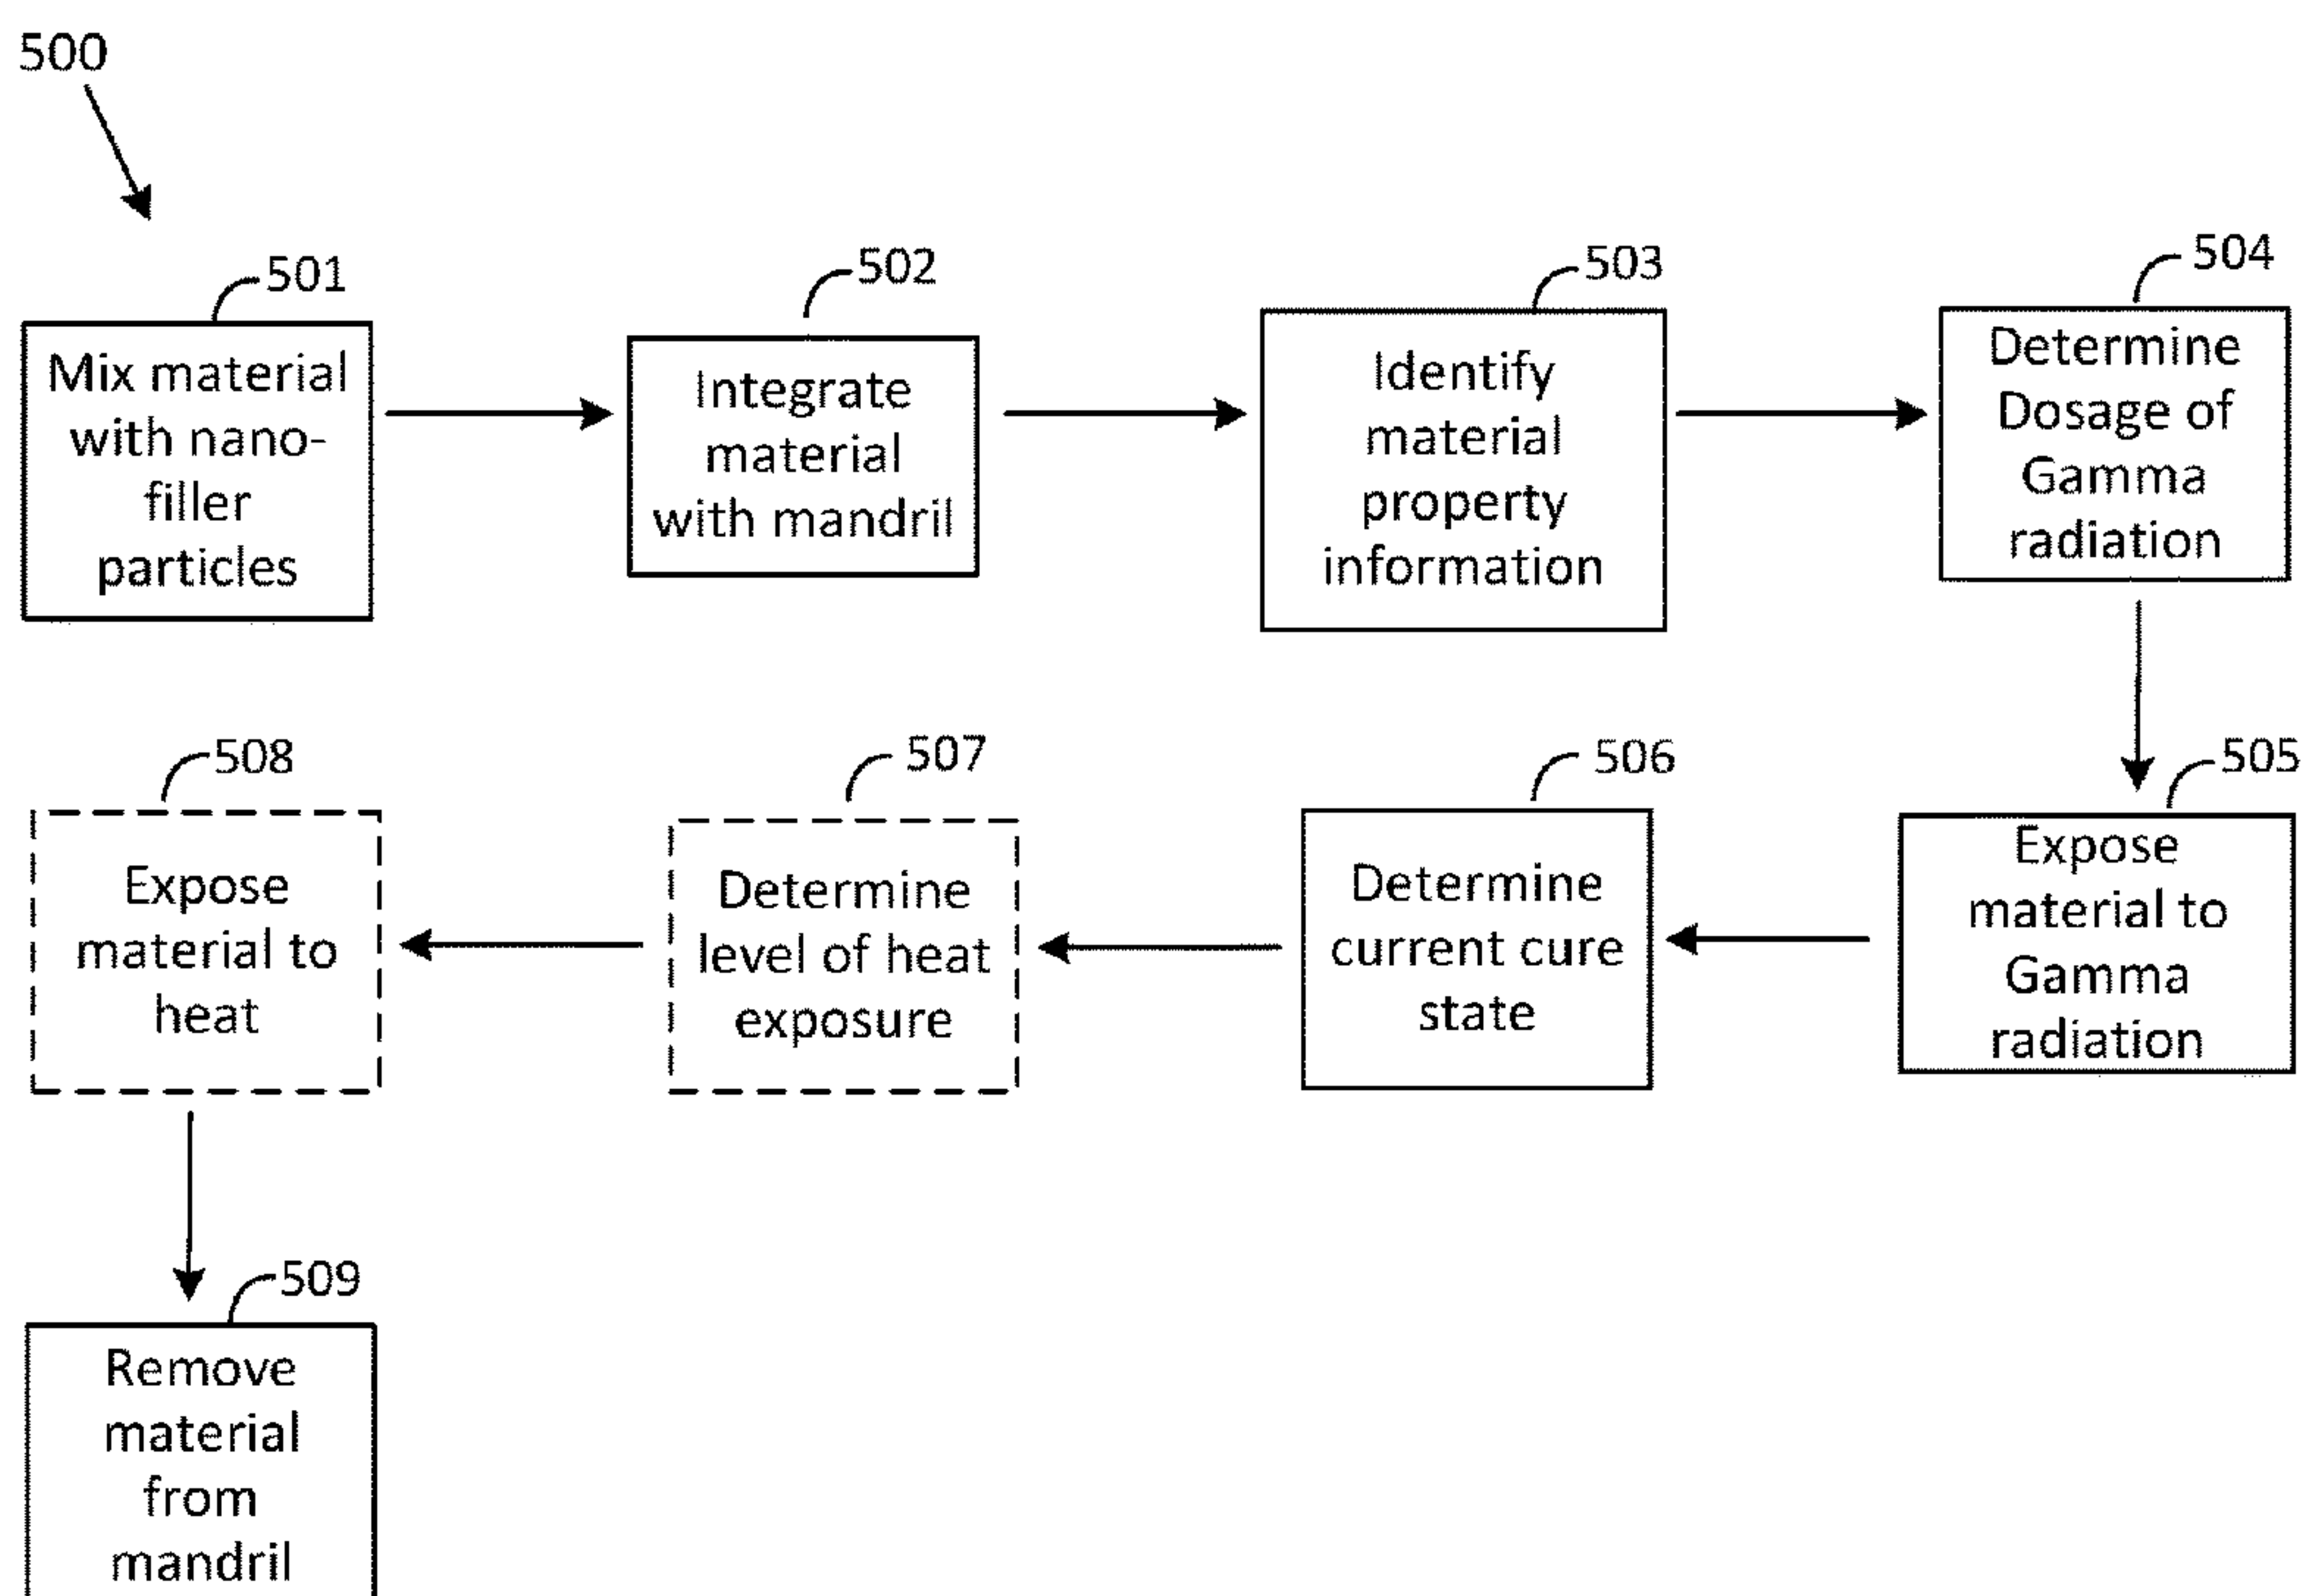 500
501
Mix material
with nano-
filler
particles
502
Integrate
material
with mandril
503
Identify
material
property
information
504
Determine
Dosage of
Gamma
radiation
505
Expose
material to
Gamma
radiation
506
Determine
current cure
state
507
Determine
level of heat
exposure
508
Expose
material to
heat
509
Remove
material
from
mandril